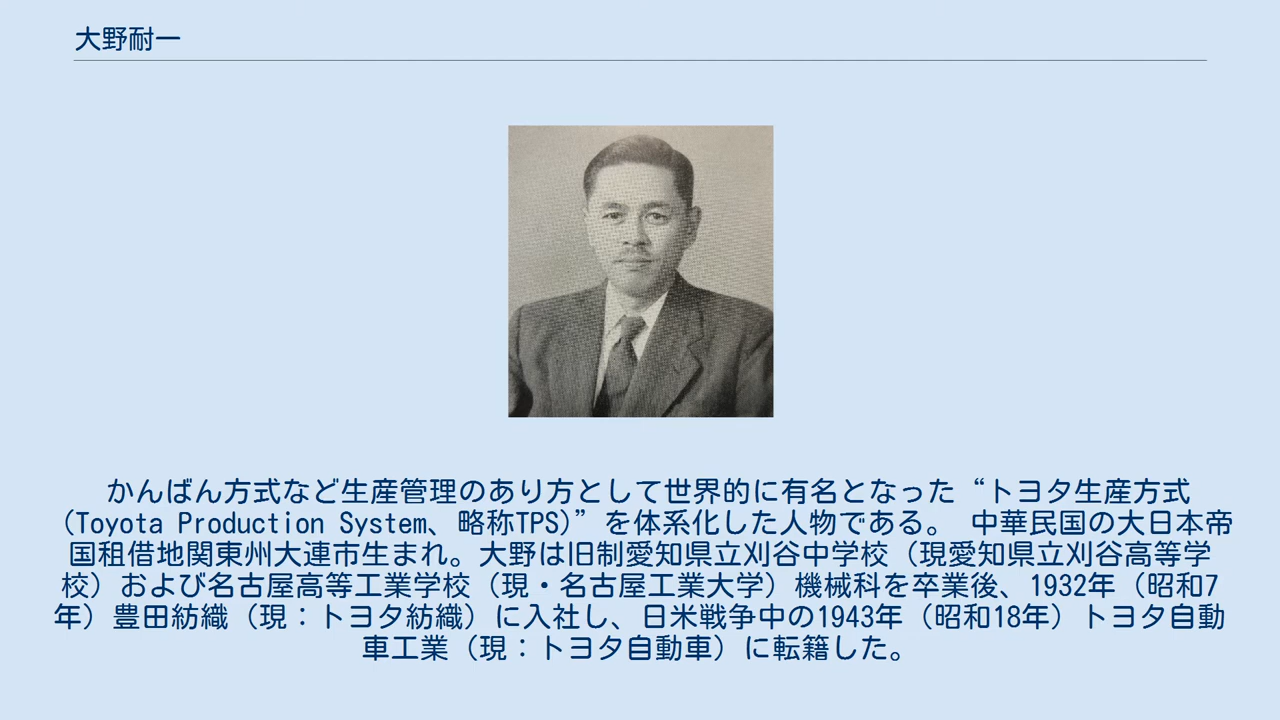 大野耐一
かんばん方式など生産管理のあり方として世界的に有名となった“トヨタ生産方式
（Toyota Production System、略称TPS）”を体系化した人物である。 中華民国の大日本帝
国租借地関東州大連市生まれ。大野は旧制愛知県立刈谷中学校（現愛知県立刈谷高等学
校）および名古屋高等工業学校（現・名古屋工業大学）機械科を卒業後、1932年（昭和7
年）豊田紡織（現：トヨタ紡織）に入社し、日米戦争中の1943年（昭和18年）トヨタ自動
車工業（現：トヨタ自動車）に転籍した。